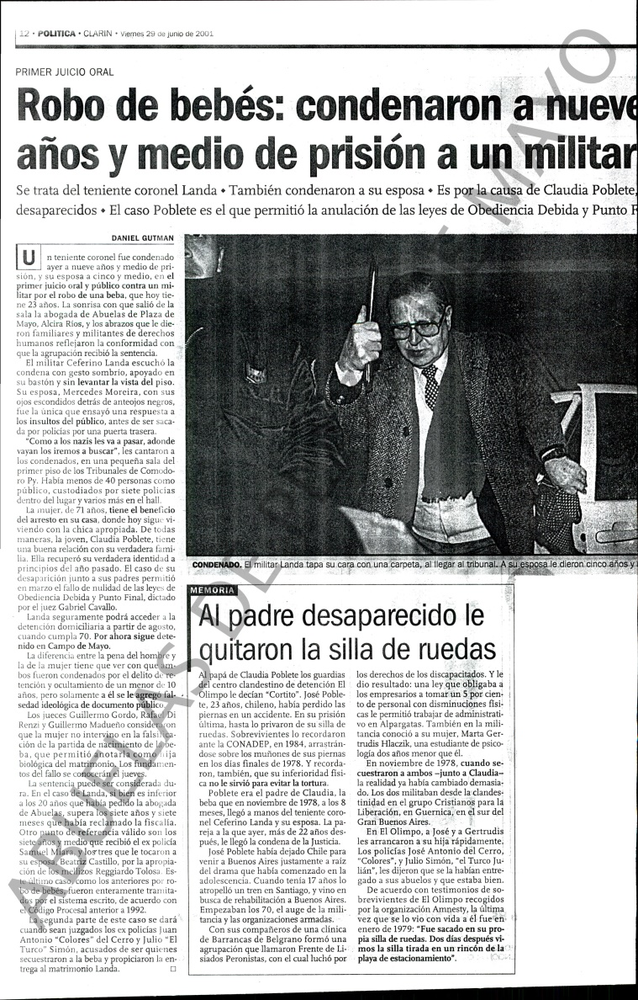 12 • POLITICA • CLARIN • Viernes 29 de junio de 2001
PRIMER JUICIO ORAL
Robo de bebés: condenaron a nueve
años y medio de prisión a un militar
Se trata del teniente coronel Landa • También condenaron a su esposa • Es por la causa de Claudia Poblete,
desaparecidos • El caso Poblete es el que permitió la anulación de las leyes de Obediencia Debida y Punto F
DANIEL GUTMAN
Un teniente coronel fue condenado
ayer a nueve años y medio de pri-
sión, y su esposa a cinco y medio, en el
primer juicio oral y público contra un mi-
litar por el robo de una beba, que hoy tie-
ne 23 años. La sonrisa con que salió de la
sala la abogada de Abuelas de Plaza de
Mayo, Alcira Ríos, y los abrazos que le die-
ron familiares y militantes de derechos
humanos reflejaron la conformidad con
que la agrupación recibió la sentencia.
El militar Ceferino Landa escuchó la
condena con gesto sombrío, apoyado en
su bastón y sin levantar la vista del piso.
Su esposa, Mercedes Moreira, con sus
ojos escondidos detrás de anteojos negros,
fue la única que ensayó una respuesta a
los insultos del público, antes de ser saca-
da por policías por una puerta trasera.
"Como a los nazis les va a pasar, adonde
vayan los iremos a buscar", les cantaron a
los condenados, en una pequeña sala del
primer piso de los Tribunales de Comodo-
ro Py. Había menos de 40 personas como
público, custodiados por siete policías
dentro del lugar y varios más en el hall.
La mujer, de 71 años, tiene el beneficio
del arresto en su casa, donde hoy sigue vi-
viendo con la chica apropiada. De todas
maneras, la joven, Claudia Poblete, tiene
una buena relación con su verdadera fami-
lia. Ella recuperó su verdadera identidad a
principios del año pasado. El caso de su
desaparición junto a sus padres permitió
en marzo el fallo de nulidad de las leyes de
Obediencia Debida y Punto Final, dictado
por el juez Gabriel Cavallo.
Landa seguramente podrá acceder a la
detención domiciliaria a partir de agosto,
cuando cumpla 70. Por ahora sigue dete-
nido en Campo de Mayo.
La diferencia entre la pena del hombre y
la de la mujer tiene que ver con que am-
bos fueron condenados por el delito de re-
tención y ocultamiento de un menor de 10
años, pero solamente a él se le agregó fal-
sedad ideológica de documento público.
Los jueces Guillermo Gordo, Rafael Di
Renzi y Guillermo Madueño consideraron
que la mujer no intervino en la falsifi-
cación de la partida de nacimiento de la be-
ba, que permitió anotarla como hija
biológica del matrimonio. Los fundamen-
tos del fallo se conocerán el jueves.
La sentencia puede ser considerada du-
ra. En el caso de Landa, si bien es inferior
a los 20 años que había pedido la abogada
de Abuelas, supera los siete años y siete
meses que había reclamado la fiscalía.
Otro punto de referencia válido son los
siete años y medio que recibió el ex policía
Samuel Miara y los tres que le tocaron a
su esposa Beatriz Castillo, por la apropia-
ción de los mellizos Reggiardo Tolosa. Es-
te último caso y como los anteriores por ro-
bo de bebés, fueron enteramente tramita-
dos por el sistema escrito, de acuerdo con
el Código Procesal anterior a 1992.
La segunda parte de este caso se dará
cuando sean juzgados los ex policías Juan
Antonio "Colores" del Cerro y Julio "El
Turco" Simón, acusados de ser quienes
secuestraron a la beba y propiciaron la en-
trega al matrimonio Landa.
CONDENADO. El militar Landa tapa su cara con una carpeta, al llegar al tribunal. A su esposa le dieron cinco años y
MEMORIA
Al padre desaparecido le
quitaron la silla de ruedas
Al papá de Claudia Poblete los guardias
del centro clandestino de detención El
Olimpo le decían "Cortito". José Poble-
te, 23 años, chileno, había perdido las
piernas en un accidente. En su prisión
última, hasta lo privaron de su silla de
ruedas. Sobrevivientes lo recordaron
ante la CONADEP, en 1984, arrastrán-
dose sobre los muñones de sus piernas
en los días finales de 1978. Y recorda-
ron, también, que su inferioridad físi-
ca no le sirvió para evitar la tortura.
Poblete era el padre de Claudia, la
beba que en noviembre de 1978, a los 8
meses, llegó a manos del teniente coro-
nel Ceferino Landa y su esposa. La pa-
reja a la que ayer, más de 22 años des-
pués, le llegó la condena de la Justicia.
José Poblete había dejado Chile para
venir a Buenos Aires justamente a raíz
del drama que había comenzado en la
adolescencia. Cuando tenía 17 años lo
atropelló un tren en Santiago, y vino en
busca de rehabilitación a Buenos Aires.
Empezaban los 70, el auge de la mili-
tancia y las organizaciones armadas.
Con sus compañeros de una clínica
de Barrancas de Belgrano formó una
agrupación que llamaron Frente de Li-
siados Peronistas, con el cual luchó por
los derechos de los discapacitados. Y le
dio resultado: una ley que obligaba a
los empresarios a tomar un 5 por cien-
to de personal con disminuciones físi-
cas le permitió trabajar de administrati-
vo en Alpargatas. También en la mili-
tancia conoció a su mujer, Marta Ger-
trudis Hlaczik, una estudiante de psico-
logía dos años menor que él.
En noviembre de 1978, cuando se-
cuestraron a ambos –junto a Claudia–
la realidad ya había cambiado demasia-
do. Los dos militaban desde la clandes-
tinidad en el grupo Cristianos para la
Liberación, en Guernica, en el sur del
Gran Buenos Aires.
En El Olimpo, a José y a Gertrudis
les arrancaron a su hija rápidamente.
Los policías José Antonio del Cerro,
"Colores", y Julio Simón, "el Turco Ju-
lián", les dijeron que se la habían entre-
gado a sus abuelos y que estaba bien.
De acuerdo con testimonios de so-
brevivientes de El Olimpo recogidos
por la organización Amnesty, la última
vez que se lo vio con vida a él fue en
enero de 1979: "Fue sacado en su pro-
pia silla de ruedas. Dos días después vi-
mos la silla tirada en un rincón de la
playa de estacionamiento".
ABUELAS DE PLAZA DE MAYO